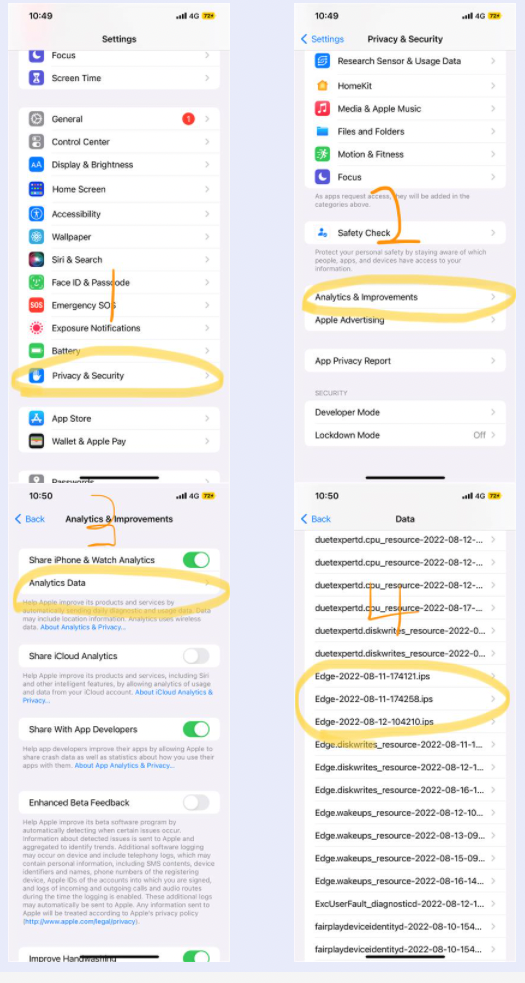 10:49
4G 72+
Settings
Focus
Screen Time
General
1
Control Center
AA Display & Brightness
Home Screen
Accessibility
Wallpaper
Siri & Search
Face ID & Passcode
1
SOS Emergency SOS
Exposure Notifications
Battery
Privacy & Security
App Store
Wallet & Apple Pay
Passwords
10:49
4G 72+
Settings
Privacy & Security
Research Sensor & Usage Data
HomeKit
Media & Apple Music
Files and Folders
Motion & Fitness
Focus
As apps request access, they will be added in the
categories above.
2
Safety Check
Protect your personal safety by staying aware of which
people, apps, and devices have access to your
information.
Analytics & Improvements
Apple Advertising
App Privacy Report
SECURITY
Developer Mode
Lockdown Mode
Off
10:50
4G 72+
3
Back
Analytics & Improvements
Share iPhone & Watch Analytics
Analytics Data
Help Apple improve its products and services by
automatically sending daily diagnostic and usage data. Data
may include location information. Analytics uses wireless
data. About Analytics & Privacy...
Share iCloud Analytics
Help Apple improve its products and services, including Siri
and other intelligent features, by allowing analytics of usage
and data from your iCloud account. About iCloud Analytics &
Privacy...
Share With App Developers
Help app developers improve their apps by allowing Apple to
share crash data as well as statistics about how you use their
apps with them. About App Analytics & Privacy...
Enhanced Beta Feedback
Help Apple improve its beta software program by
automatically detecting when certain issues occur.
Information about detected issues is sent to Apple and
aggregated to identify trends. Additional software logging
may occur on device and include telephony logs, which may
contain personal information, including SMS contents, device
identifiers and names, phone numbers of the registering
device, Apple IDs of the accounts into which you are signed,
and logs of incoming and outgoing calls and audio routes
during the time the logging is enabled. These additional logs
may automatically be sent to Apple. Any information sent to
Apple will be treated according to Apple's privacy policy
(http://www.apple.com/legal/privacy).
Improve Handwashing
10:50
4G 72+
Back
Data
duetexpertd.cpu_resource-2022-08-12-...
duetexpertd.cpu_resource-2022-08-12-...
duetexpertd.cpu_resource-2022-08-12-...
duetexpertd.cpu_resource-2022-08-17-...
4
duetexpertd.diskwrites_resource-2022-0...
duetexpertd.diskwrites_resource-2022-0...
Edge-2022-08-11-174121.ips
Edge-2022-08-11-174258.ips
Edge-2022-08-12-104210.ips
Edge.diskwrites_resource-2022-08-11-1...
Edge.diskwrites_resource-2022-08-12-1...
Edge.diskwrites_resource-2022-08-16-1...
Edge.wakeups_resource-2022-08-12-10...
Edge.wakeups_resource-2022-08-13-09...
Edge.wakeups_resource-2022-08-15-09...
Edge.wakeups_resource-2022-08-16-14...
ExcUserFault_diagnosticd-2022-08-12-1...
fairplaydeviceidentityd-2022-08-10-154...
fairplaydeviceidentityd-2022-08-10-154...